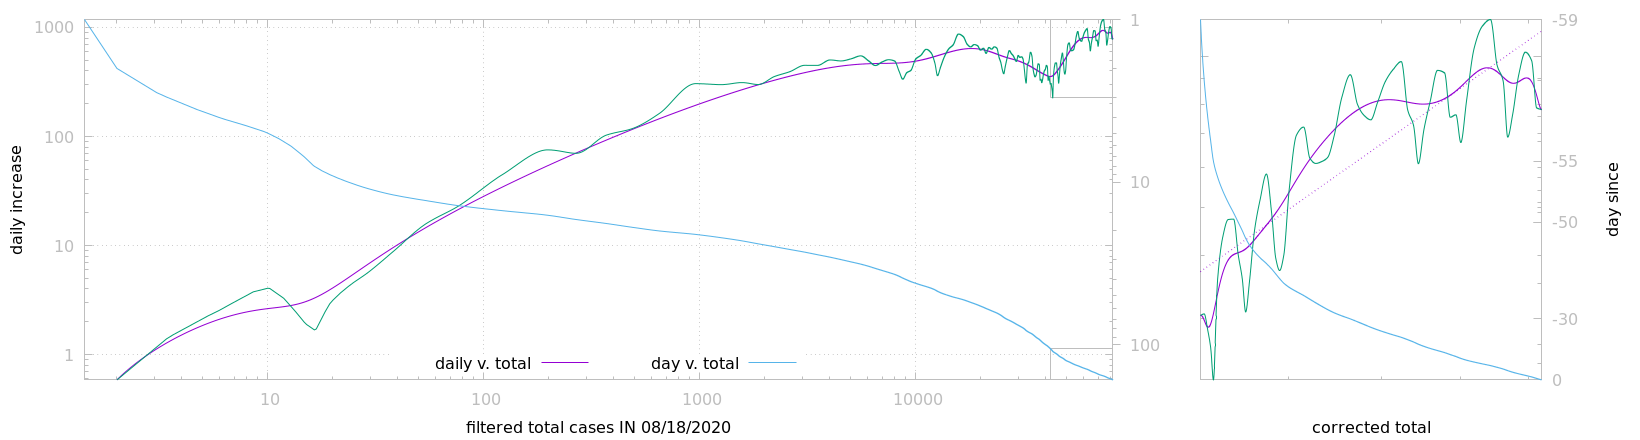 1000
100
10
1
daily increase
daily v. total
day v. total
10
100
1000
10000
filtered total cases IN 08/18/2020
1
10
100
-59
-55
-50
-30
0
day since
corrected total